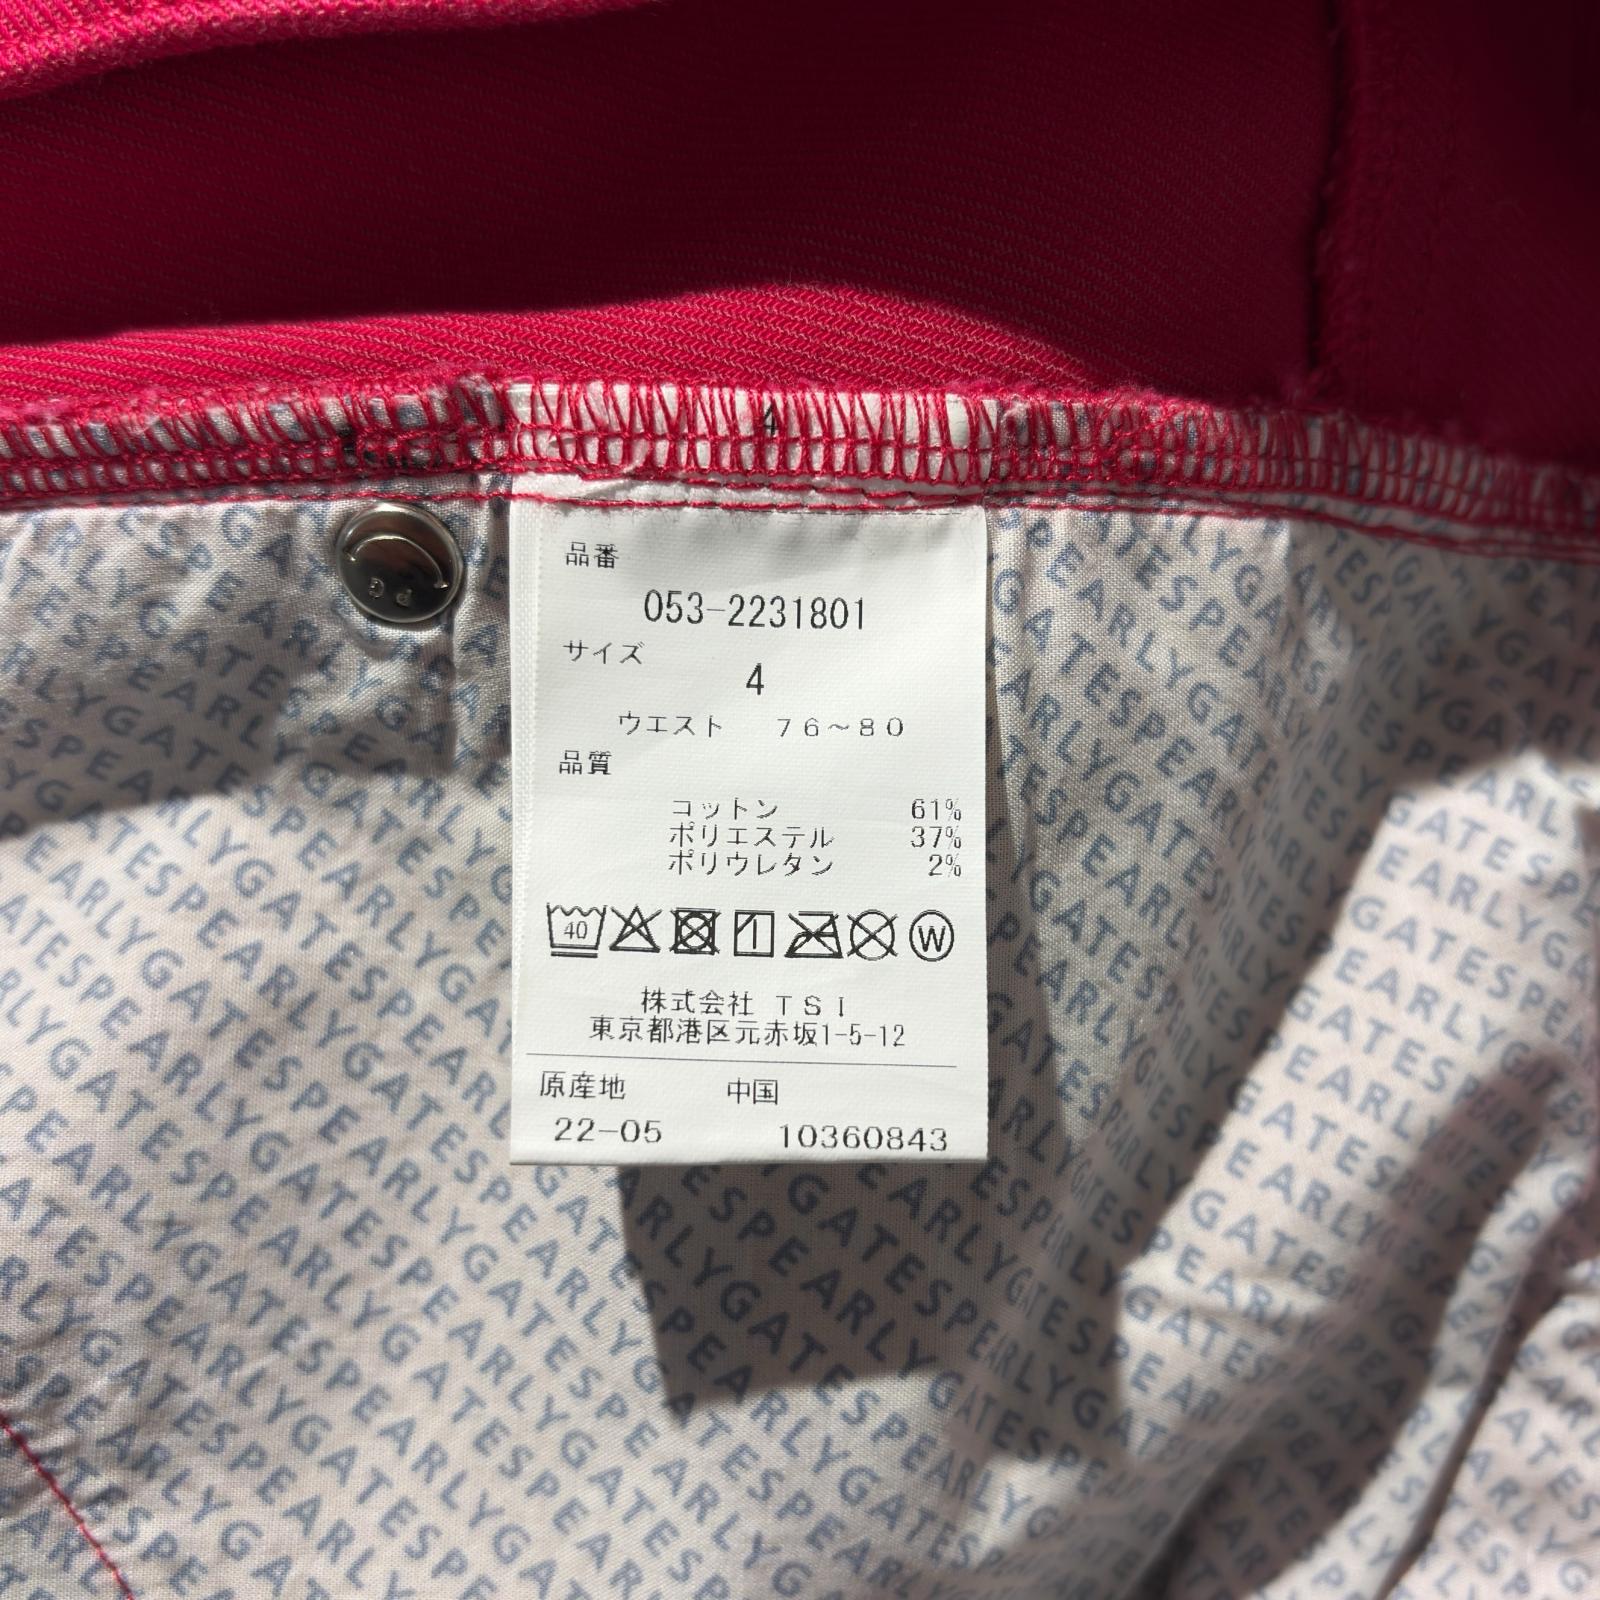 4
品番
053-2231801
サイズ
4
ウエスト 76~80
品質
コットン 61%
ポリエステル 37%
ポリウレタン 2%
40
W
株式会社 TSI
東京都港区元赤坂1-5-12
原産地 中国
22-05 10360843
PG
PEARLYGATES